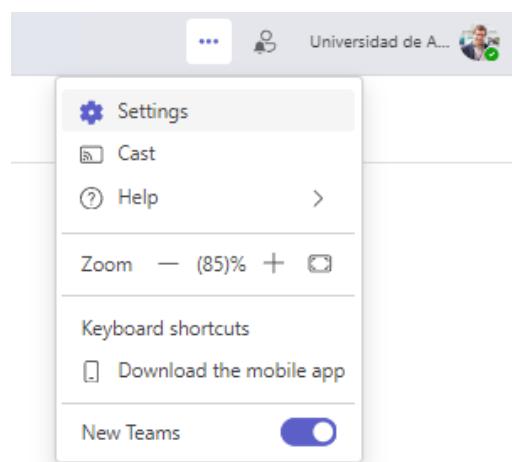 Universidad de A...
Settings
Cast
Help
Zoom — (85)% +
Keyboard shortcuts
Download the mobile app
New Teams